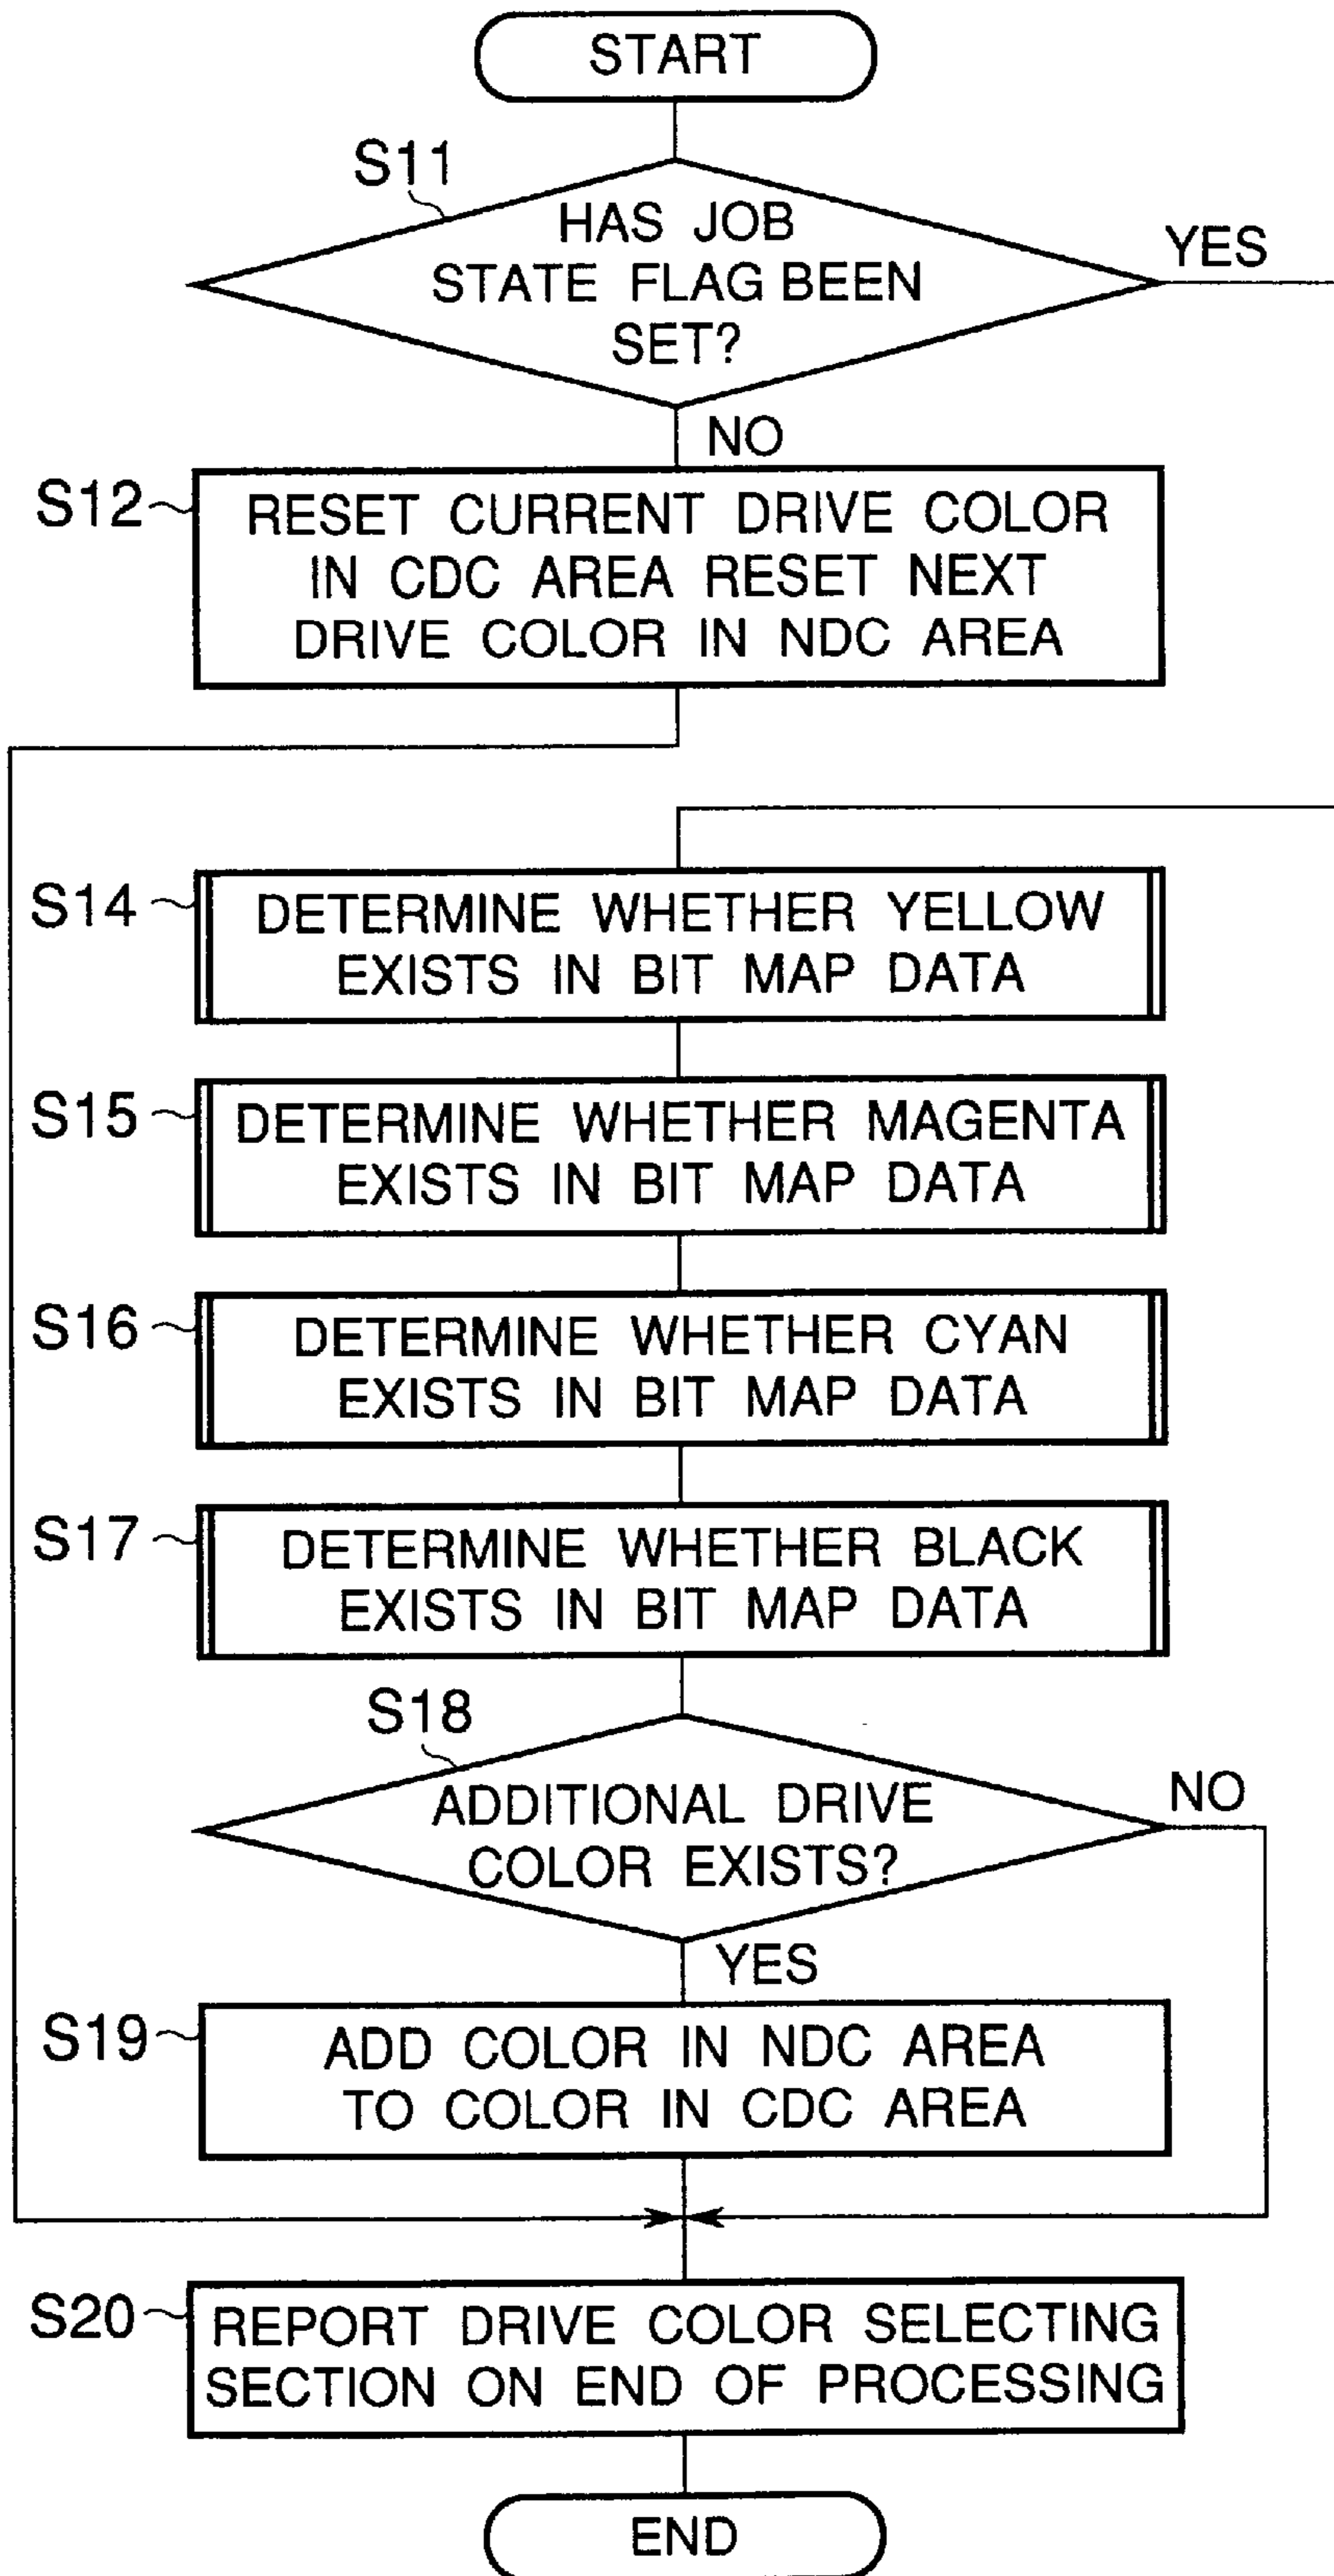 START
S11
HAS JOB
STATE FLAG BEEN
SET?
YES
NO
S12
RESET CURRENT DRIVE COLOR
IN CDC AREA RESET NEXT
DRIVE COLOR IN NDC AREA
S14
DETERMINE WHETHER YELLOW
EXISTS IN BIT MAP DATA
S15
DETERMINE WHETHER MAGENTA
EXISTS IN BIT MAP DATA
S16
DETERMINE WHETHER CYAN
EXISTS IN BIT MAP DATA
S17
DETERMINE WHETHER BLACK
EXISTS IN BIT MAP DATA
S18
ADDITIONAL DRIVE
COLOR EXISTS?
NO
YES
S19
ADD COLOR IN NDC AREA
TO COLOR IN CDC AREA
S20
REPORT DRIVE COLOR SELECTING
SECTION ON END OF PROCESSING
END